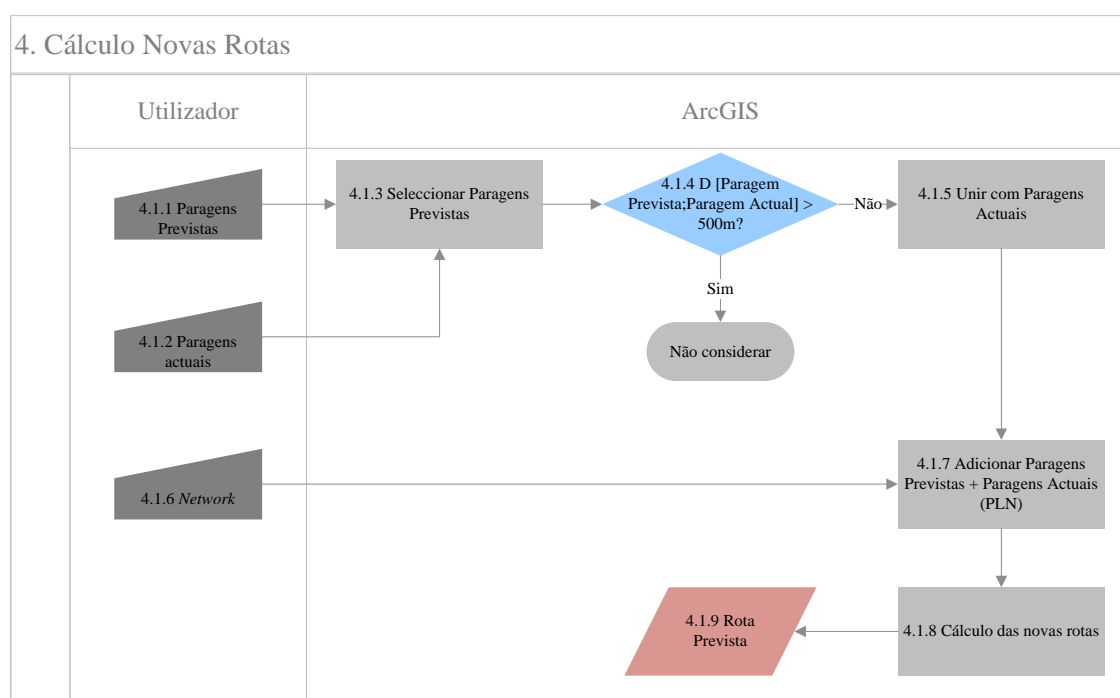 4. Cálculo Novas Rotas
Utilizador
ArcGIS
4.1.1 Paragens
Previstas
4.1.3 Seleccionar Paragens
Previstas
4.1.4 D [Paragem
Prevista;Paragem Actual] >
500m?
Não
4.1.5 Unir com Paragens
Actuais
Sim
4.1.2 Paragens
actuais
Não considerar
4.1.6 Network
4.1.7 Adicionar Paragens
Previstas + Paragens Actuais
(PLN)
4.1.9 Rota
Prevista
4.1.8 Cálculo das novas rotas